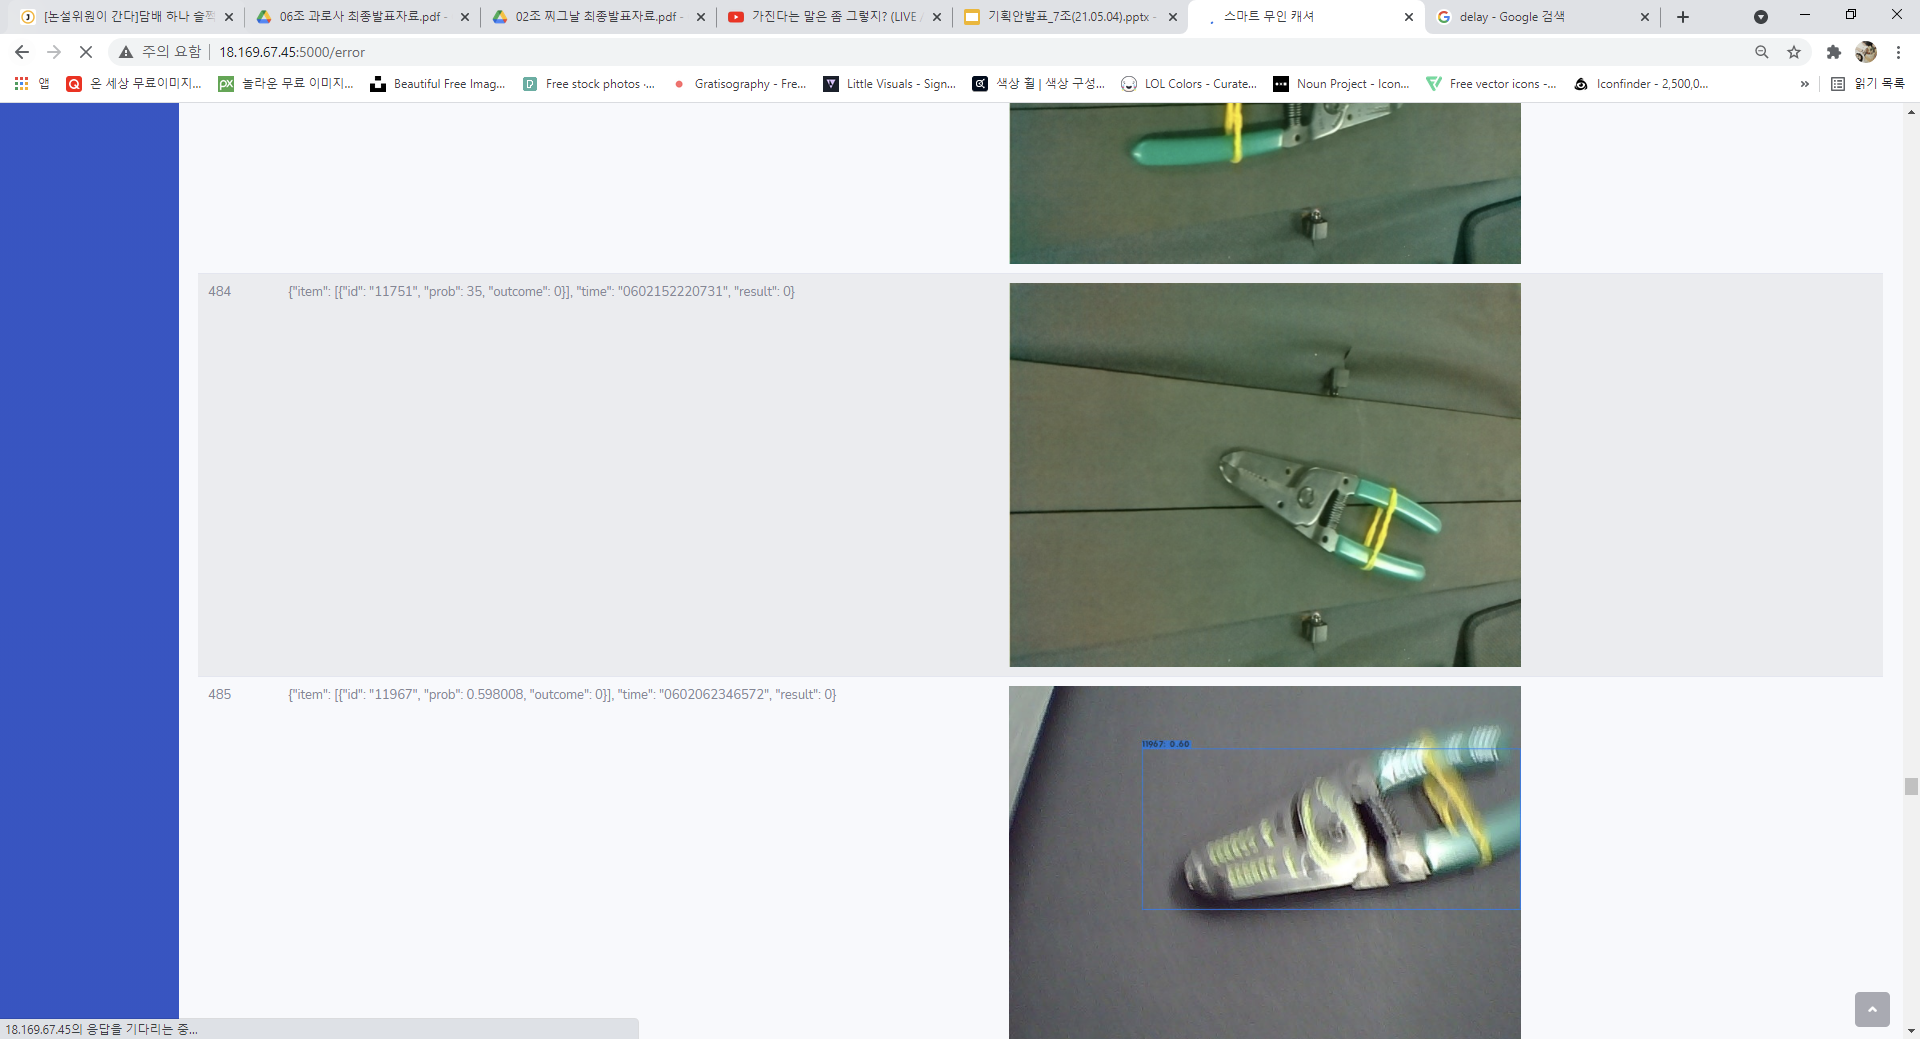 [논설위원이 간다]담배 하나 슬쩍
06조 과로사 최종발표자료.pdf -
02조 찌그날 최종발표자료.pdf -
가진다는 말은 좀 그렇지? (LIVE
기획안발표_7조(21.05.04).pptx -
스마트 무인 캐셔
delay - Google 검색
주의 요함
18.169.67.45:5000/error
앱
온 세상 무료이미지...
px
놀라운 무료 이미지...
Beautiful Free Imag...
Free stock photos ·...
Gratisography - Fre...
Little Visuals - Sign...
색상 휠 | 색상 구성...
LOL Colors - Curate...
Noun Project - Icon...
Free vector icons -...
Iconfinder - 2,500,0...
»
읽기 목록
484
{"item": [{"id": "11751", "prob": 35, "outcome": 0}], "time": "0602152220731", "result": 0}
485
{"item": [{"id": "11967", "prob": 0.598008, "outcome": 0}], "time": "0602062346572", "result": 0}
11967: 0.60
18.169.67.45의 응답을 기다리는 중...